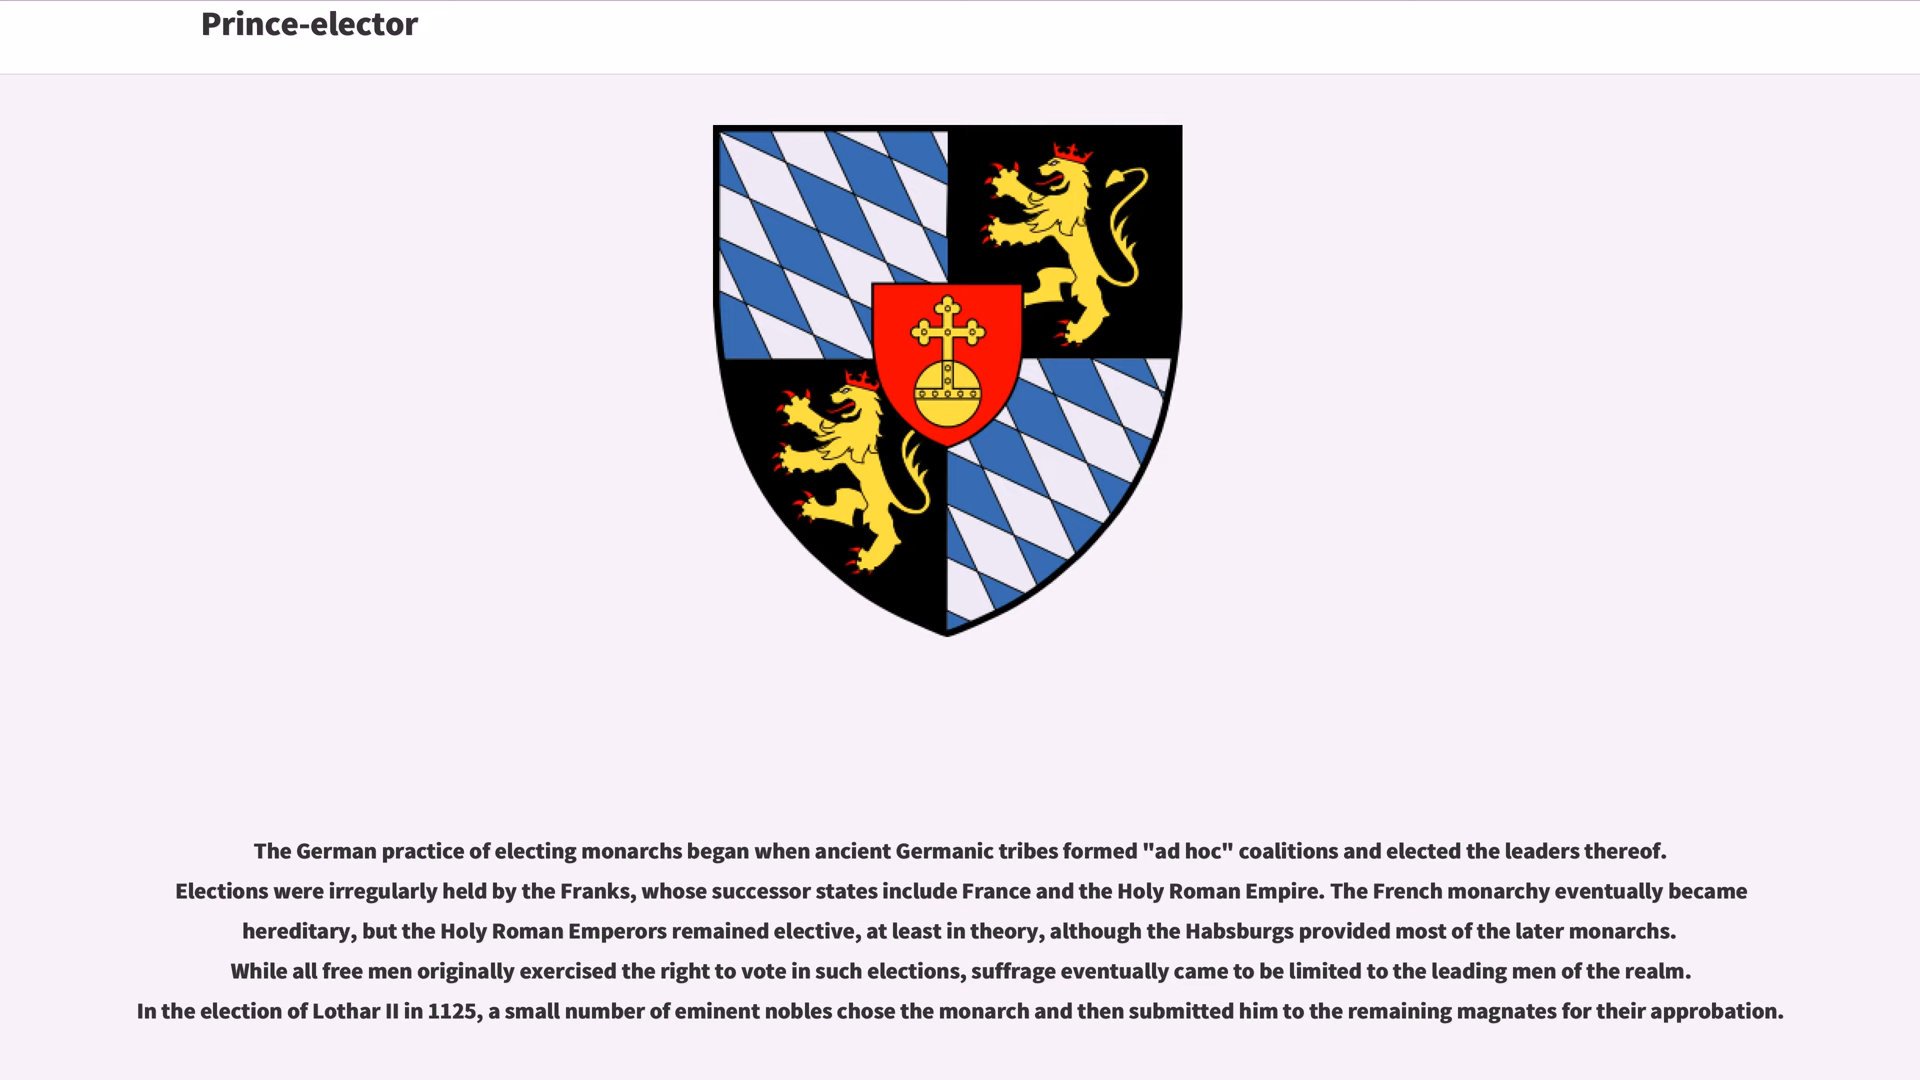 Prince-elector
The German practice of electing monarchs began when ancient Germanic tribes formed "ad hoc" coalitions and elected the leaders thereof.
Elections were irregularly held by the Franks, whose successor states include France and the Holy Roman Empire. The French monarchy eventually became
hereditary, but the Holy Roman Emperors remained elective, at least in theory, although the Habsburgs provided most of the later monarchs.
While all free men originally exercised the right to vote in such elections, suffrage eventually came to be limited to the leading men of the realm.
In the election of Lothar II in 1125, a small number of eminent nobles chose the monarch and then submitted him to the remaining magnates for their approbation.